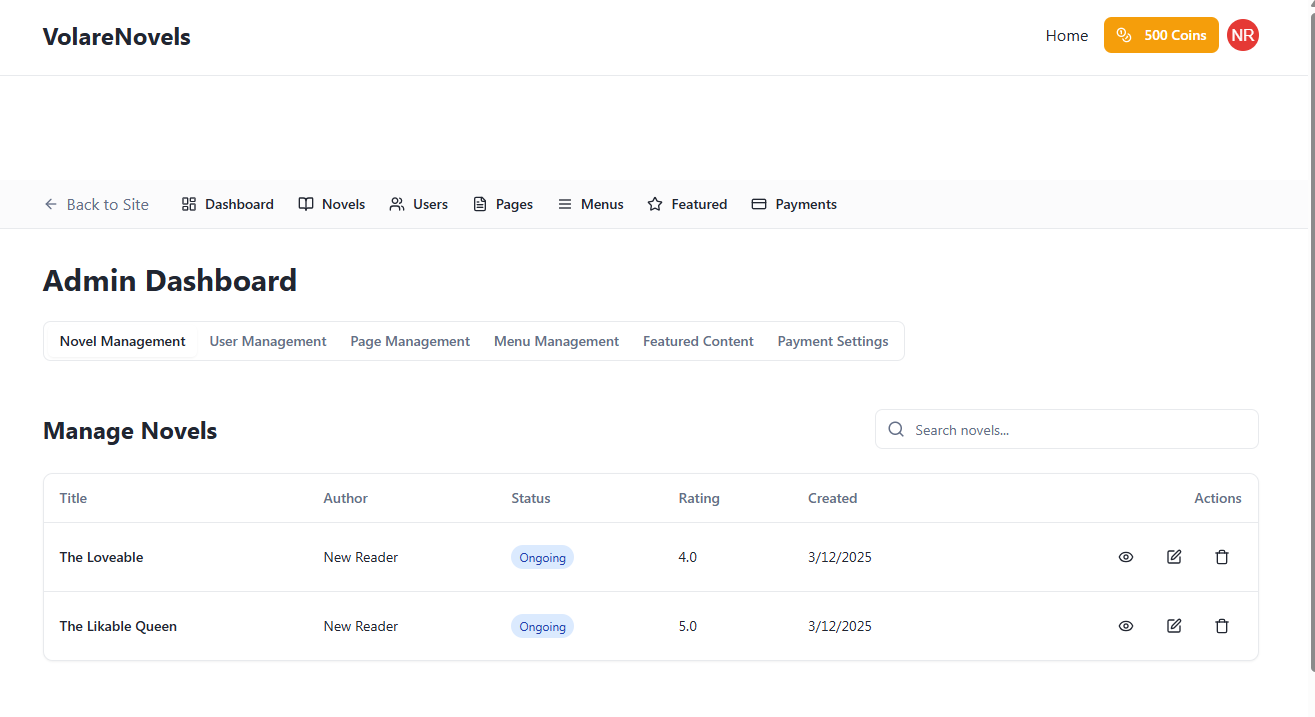 VolareNovels
Home 500 Coins NR
Back to Site Dashboard Novels Users Pages Menus Featured Payments
Admin Dashboard
Novel Management User Management Page Management Menu Management Featured Content Payment Settings
Manage Novels Search novels...
Title Author Status Rating Created Actions
The Loveable New Reader Ongoing 4.0 3/12/2025
The Likable Queen New Reader Ongoing 5.0 3/12/2025